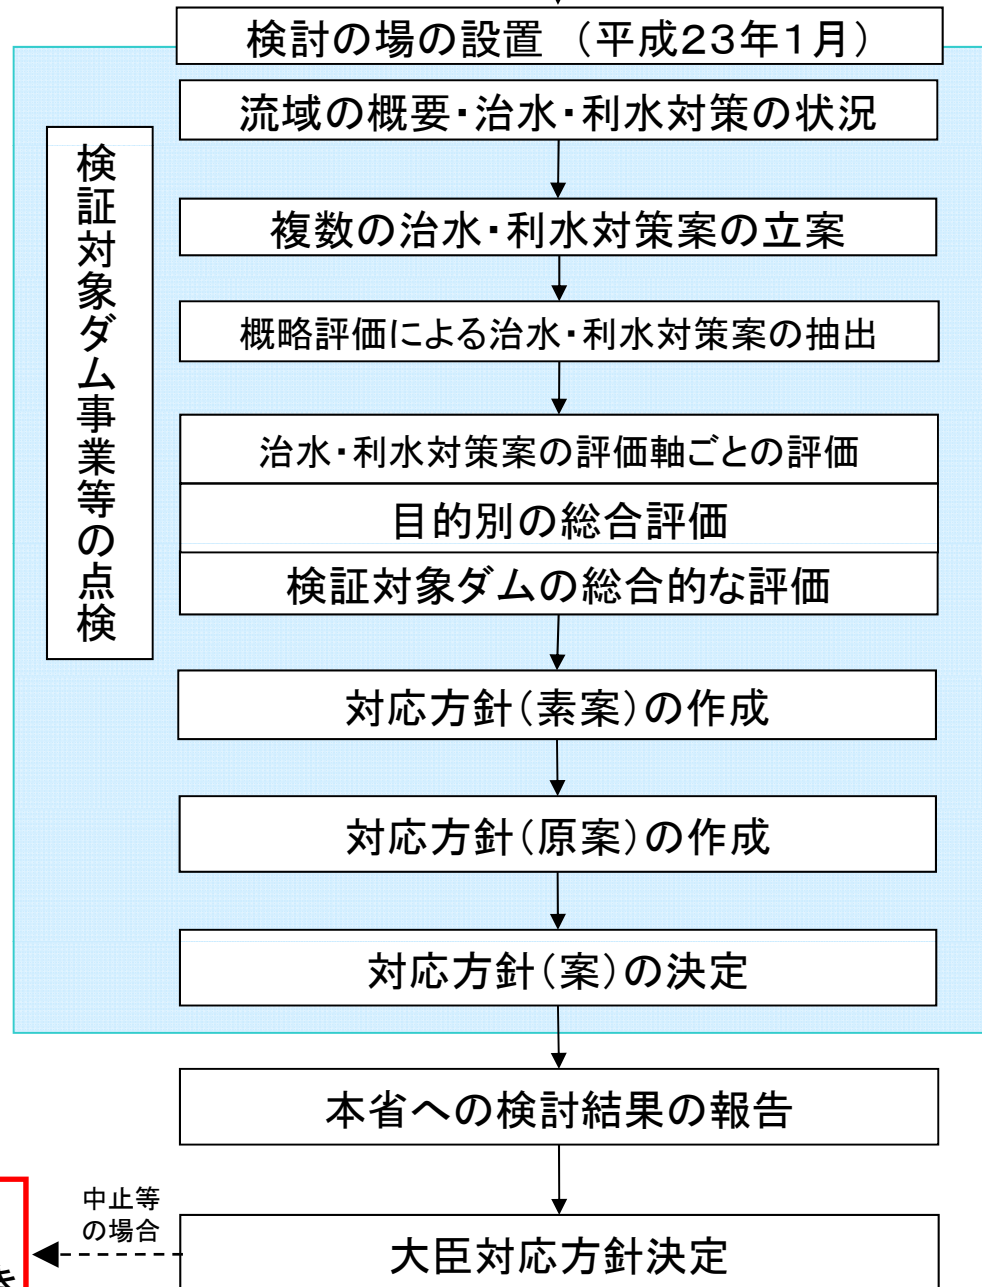 検討の場の設置 （平成２３年１月）
流域の概要・治水・利水対策の状況
検証対象ダム事業等の点検
複数の治水・利水対策案の立案
概略評価による治水・利水対策案の抽出
治水・利水対策案の評価軸ごとの評価
目的別の総合評価
検証対象ダムの総合的な評価
対応方針（素案）の作成
対応方針（原案）の作成
対応方針（案）の決定
本省への検討結果の報告
中止等
の場合
大臣対応方針決定